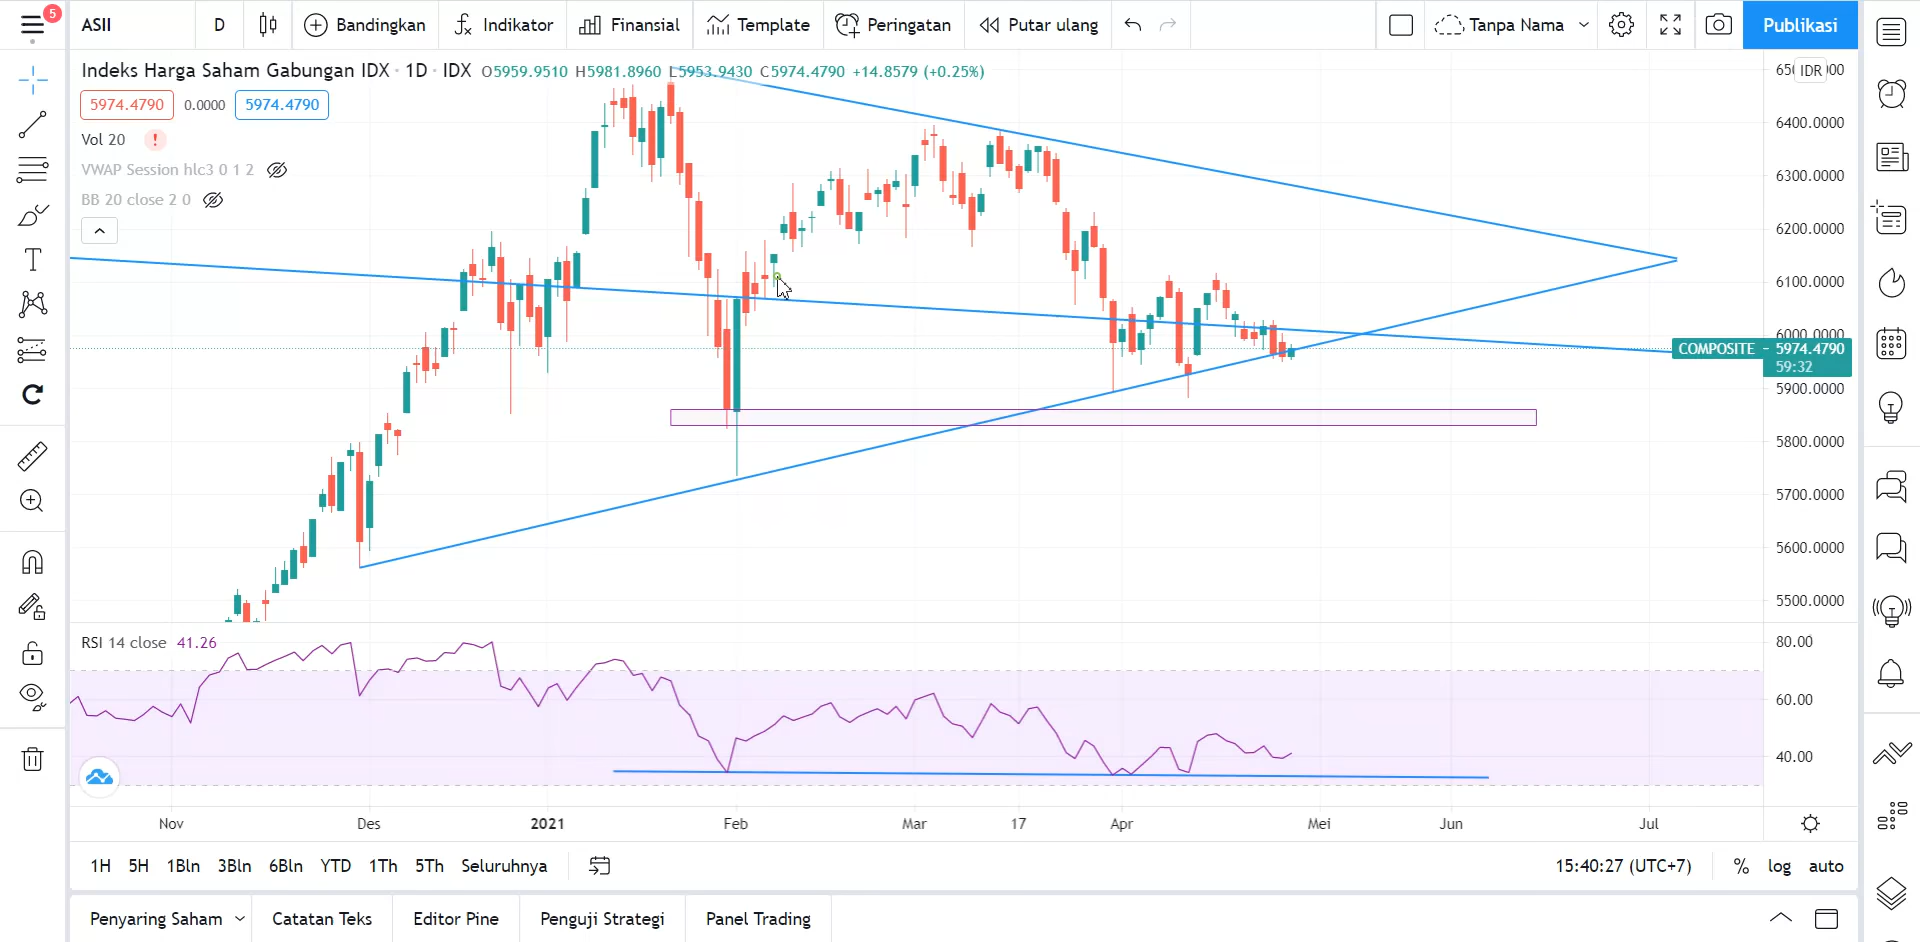 5
ASII
D
Bandingkan
Indikator
Finansial
Template
Peringatan
Putar ulang
Tanpa Nama
Publikasi
Indeks Harga Saham Gabungan IDX · 1D · IDX O5959.9510 H5981.8960 L5953.9430 C5974.4790 +14.8579 (+0.25%)
5974.4790 0.0000 5974.4790
Vol 20 !
VWAP Session hlc3 0 1 2
BB 20 close 2 0
IDR
6400.0000
6300.0000
6200.0000
6100.0000
6000.0000
COMPOSITE 5974.4790
59:32
5900.0000
5800.0000
5700.0000
5600.0000
5500.0000
RSI 14 close 41.26
80.00
60.00
40.00
Nov Des 2021 Feb Mar 17 Apr Mei Jun Jul
1H 5H 1Bln 3Bln 6Bln YTD 1Th 5Th Seluruhnya
15:40:27 (UTC+7) % log auto
Penyaring Saham Catatan Teks Editor Pine Penguji Strategi Panel Trading